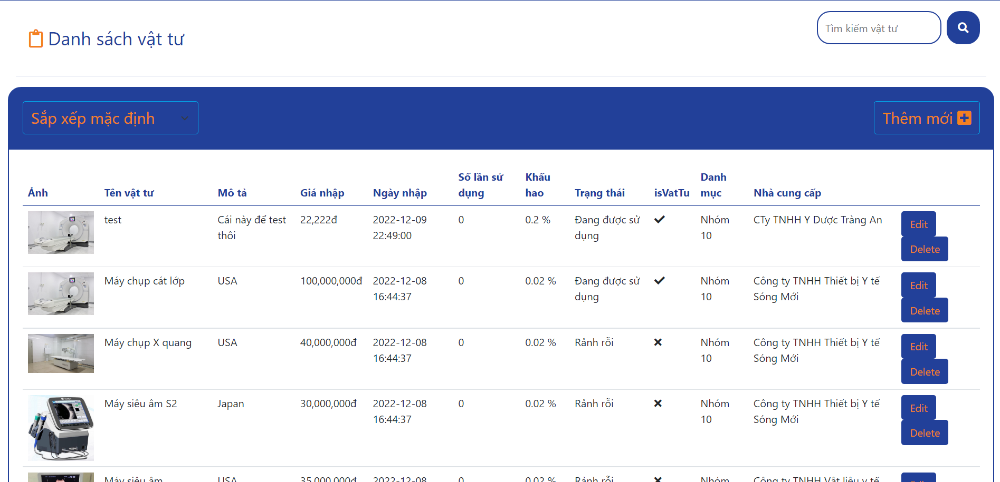 Danh sách vật tư
Tìm kiếm vật tư
Sắp xếp mặc định
Thêm mới
Ảnh Tên vật tư Mô tả Giá nhập Ngày nhập Số lần sử dụng Khấu hao Trạng thái isVatTu Danh mục Nhà cung cấp
test Cái này để test thôi 22,222đ 2022-12-09 22:49:00 0 0.2 % Đang được sử dụng Nhóm 10 CTy TNHH Y Dược Tràng An Edit
Delete
Máy chụp cát lớp USA 100,000,000đ 2022-12-08 16:44:37 0 0.02 % Đang được sử dụng Nhóm 10 Công ty TNHH Thiết bị Y tế Sóng Mới Edit
Delete
Máy chụp X quang USA 40,000,000đ 2022-12-08 16:44:37 0 0.02 % Rảnh rỗi Nhóm 10 Công ty TNHH Thiết bị Y tế Sóng Mới Edit
Delete
Máy siêu âm S2 Japan 30,000,000đ 2022-12-08 16:44:37 0 0.02 % Rảnh rỗi Nhóm 10 Công ty TNHH Thiết bị Y tế Sóng Mới Edit
Delete
Máy siêu âm USA 35,000,000đ 2022-12-08 0 0.02 % Rảnh rỗi Nhóm Công ty TNHH Vật liệu y tế